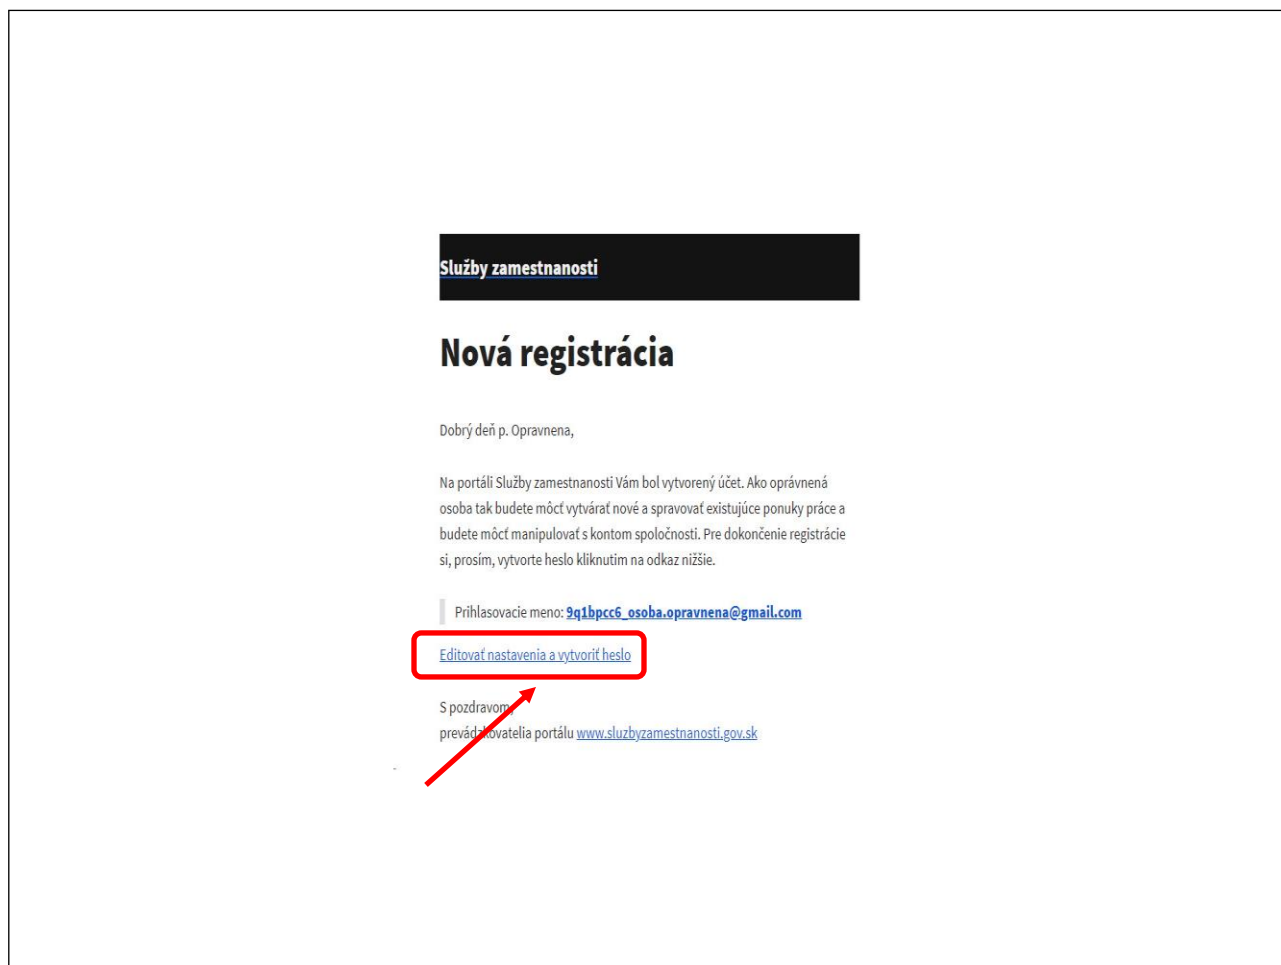 Služby zamestnanosti
Nová registrácia
Dobrý deň p. Opravnena,
Na portáli Služby zamestnanosti Vám bol vytvorený účet. Ako oprávnená
osoba tak budete môcť vytvárať nové a spravovať existujúce ponuky práce a
budete môcť manipulovať s kontom spoločnosti. Pre dokončenie registrácie
si, prosím, vytvorte heslo kliknutim na odkaz nižšie.
Prihlasovacie meno: 9q1bpcc6_osoba.opravnena@gmail.com
Editovať nastavenia a vytvoriť heslo
S pozdravom,
prevádzkovatelia portálu www.sluzbyzamestnanosti.gov.sk